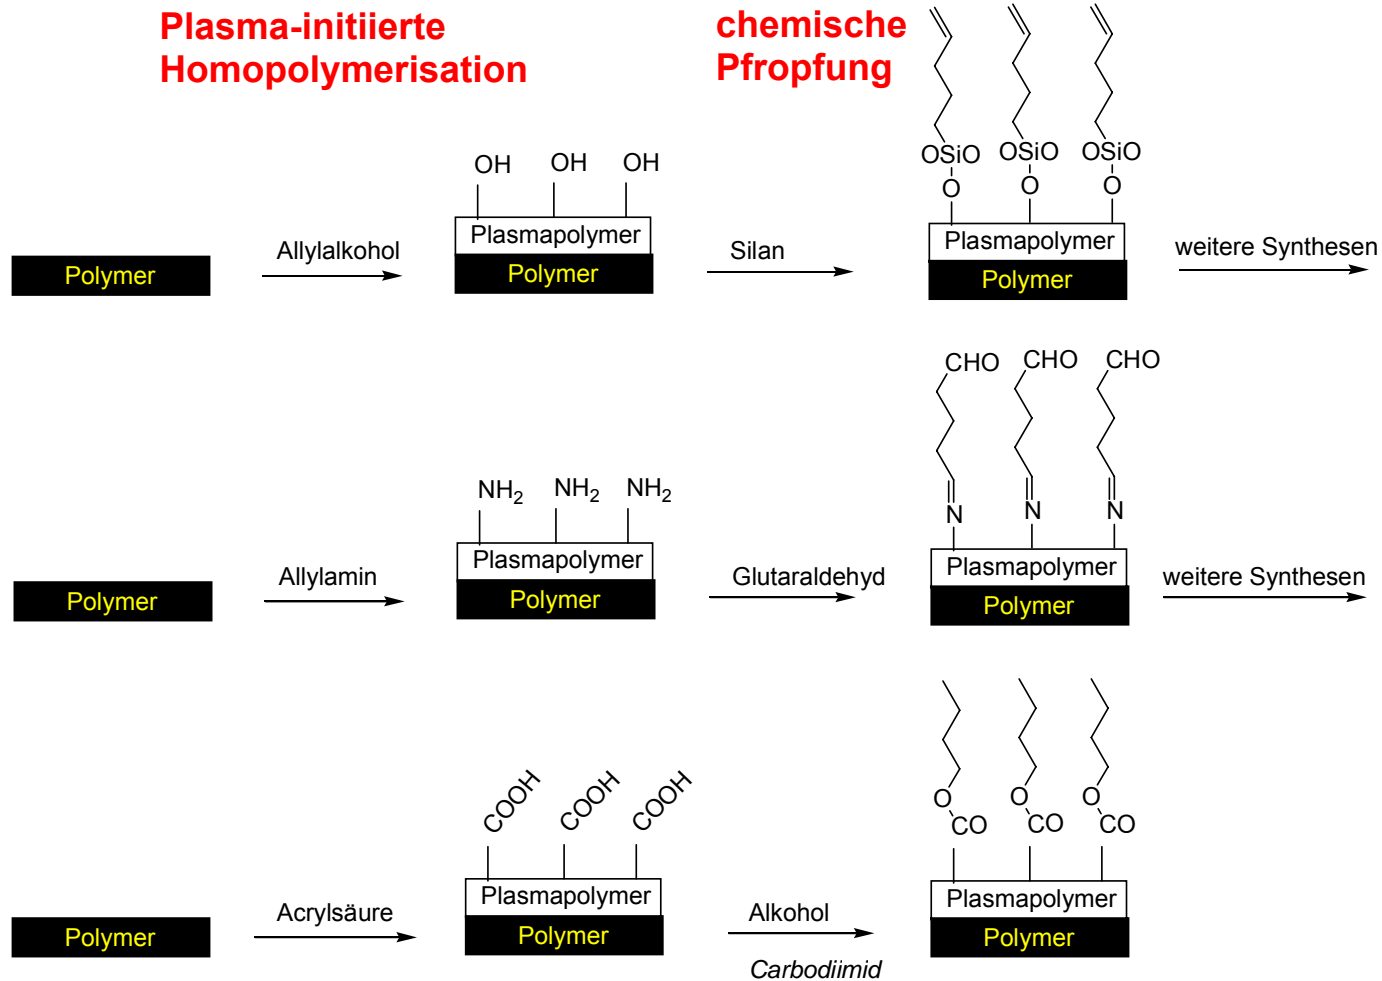 Plasma-initiierte
Homopolymerisation
chemische
Pfropfung
OH OH OH
OSiO OSiO OSiO
O O O
Polymer
Allylalkohol
Plasmapolymer
Polymer
Silan
Plasmapolymer
Polymer
weitere Synthesen
CHO CHO CHO
NH2 NH2 NH2
N N N
Polymer
Allylamin
Plasmapolymer
Polymer
Glutaraldehyd
Plasmapolymer
Polymer
weitere Synthesen
COOH COOH COOH
O O O
CO CO CO
Polymer
Acrylsäure
Plasmapolymer
Polymer
Alkohol
Carbodiimid
Plasmapolymer
Polymer